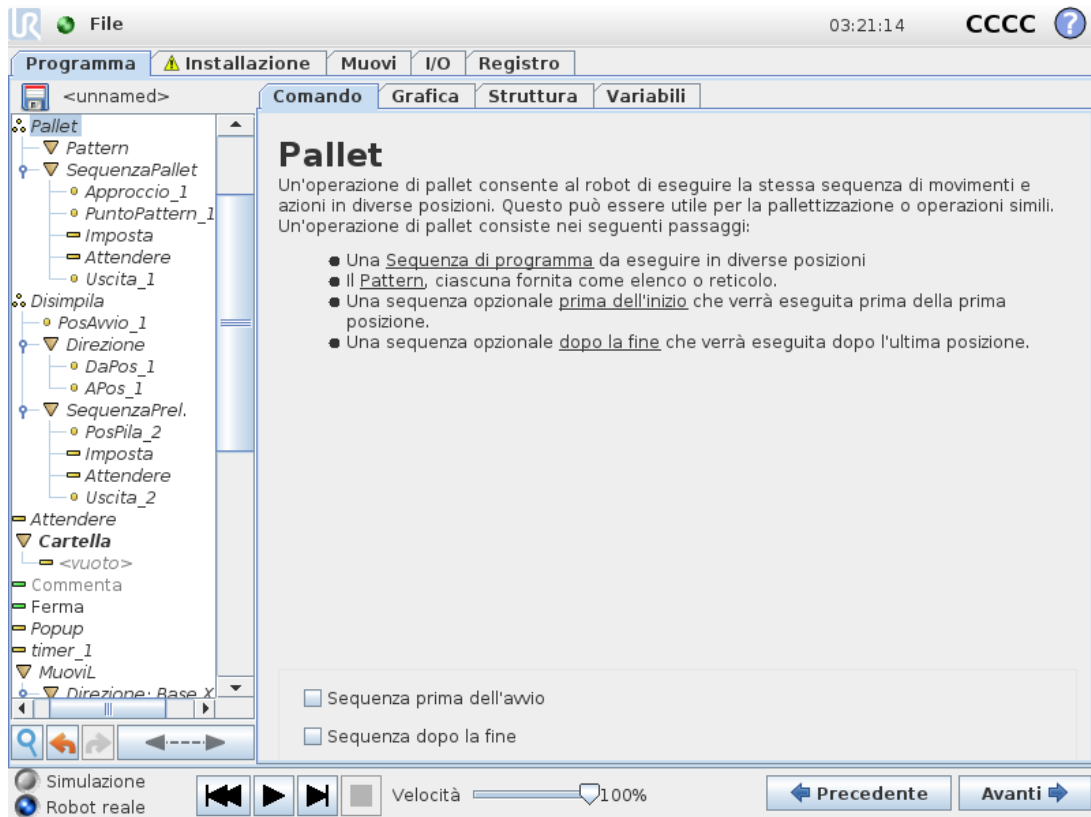 UR File 03:21:14 CCCC ?
Programma Installazione Muovi I/O Registro
<unnamed>
Comando Grafica Struttura Variabili
Pallet
Pattern
SequenzaPallet
Approccio_1
PuntoPattern_1
Imposta
Attendere
Uscita_1
Disimpila
PosAvvio_1
Direzione
DaPos_1
APos_1
SequenzaPrel.
PosPila_2
Imposta
Attendere
Uscita_2
Attendere
Cartella
<vuoto>
Commenta
Ferma
Popup
timer_1
MuoviL
Direzione: Base X
Pallet
Un'operazione di pallet consente al robot di eseguire la stessa sequenza di movimenti e
azioni in diverse posizioni. Questo può essere utile per la pallettizzazione o operazioni simili.
Un'operazione di pallet consiste nei seguenti passaggi:
● Una Sequenza di programma da eseguire in diverse posizioni
● Il Pattern, ciascuna fornita come elenco o reticolo.
● Una sequenza opzionale prima dell'inizio che verrà eseguita prima della prima
posizione.
● Una sequenza opzionale dopo la fine che verrà eseguita dopo l'ultima posizione.
Sequenza prima dell'avvio
Sequenza dopo la fine
Simulazione
Robot reale
Velocità 100%
Precedente Avanti